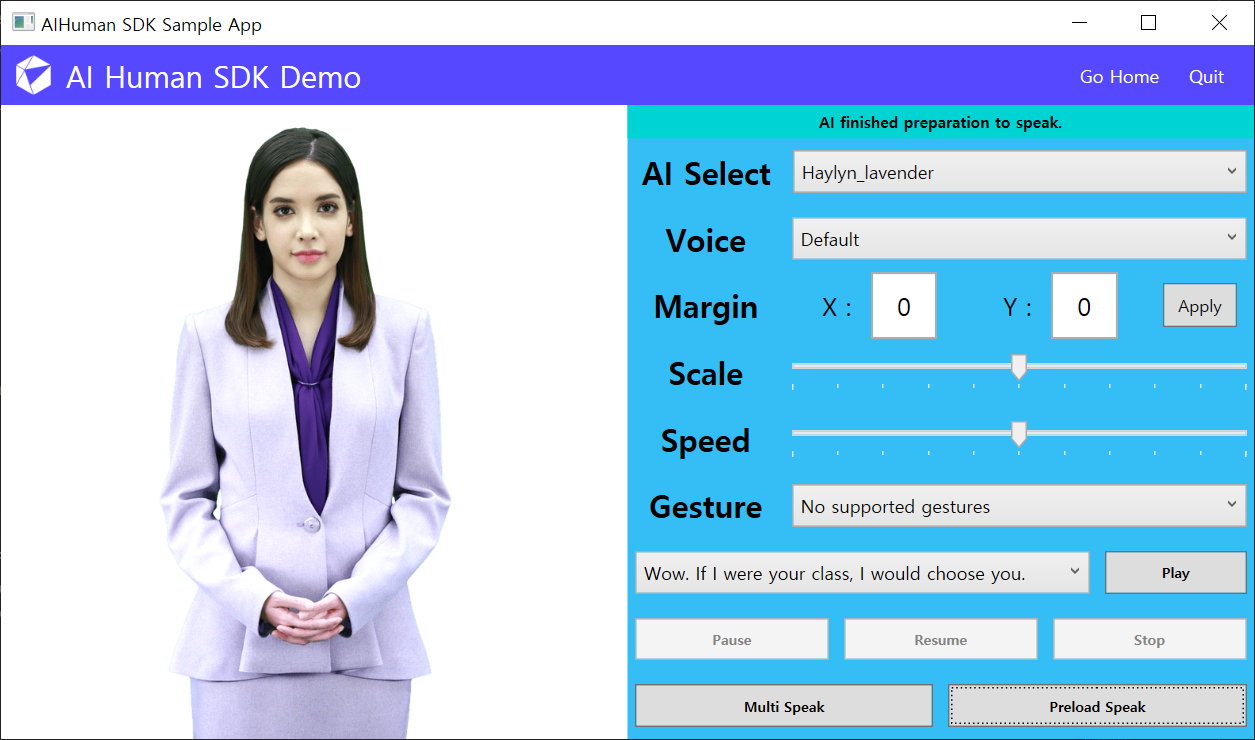 AIHuman SDK Sample App
AI Human SDK Demo
Go Home
Quit
AI finished preparation to speak.
AI Select
Haylyn_lavender
Voice
Default
Margin
X :
0
Y :
0
Apply
Scale
Speed
Gesture
No supported gestures
Wow. If I were your class, I would choose you.
Play
Pause
Resume
Stop
Multi Speak
Preload Speak